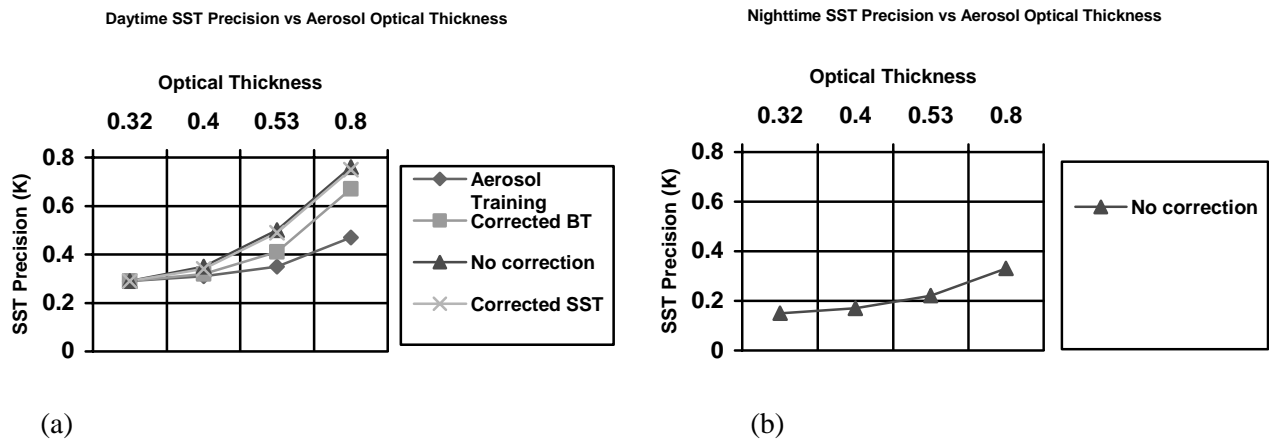 Daytime SST Precision vs Aerosol Optical Thickness
Optical Thickness
0.32 0.4 0.53 0.8
0.8
0.6
0.4
0.2
0
SST Precision (K)
Aerosol
Training
Corrected BT
No correction
Corrected SST
(a)
Nighttime SST Precision vs Aerosol Optical Thickness
Optical Thickness
0.32 0.4 0.53 0.8
0.8
0.6
0.4
0.2
0
SST Precision (K)
No correction
(b)